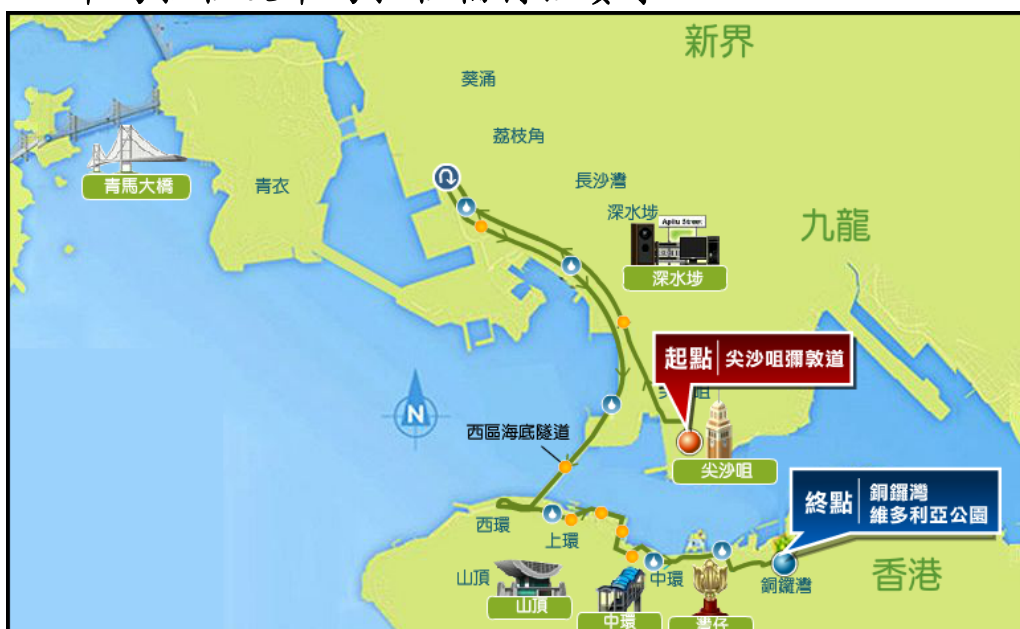 新界
葵涌
荔枝角
青馬大橋
青衣
長沙灣
深水埗
Apliu Street
深水埗
九龍
起點
尖沙咀彌敦道
N
西區海底隧道
尖沙咀
終點
銅鑼灣
維多利亞公園
西環
上環
山頂
山頂
中環
中環
灣仔
銅鑼灣
香港